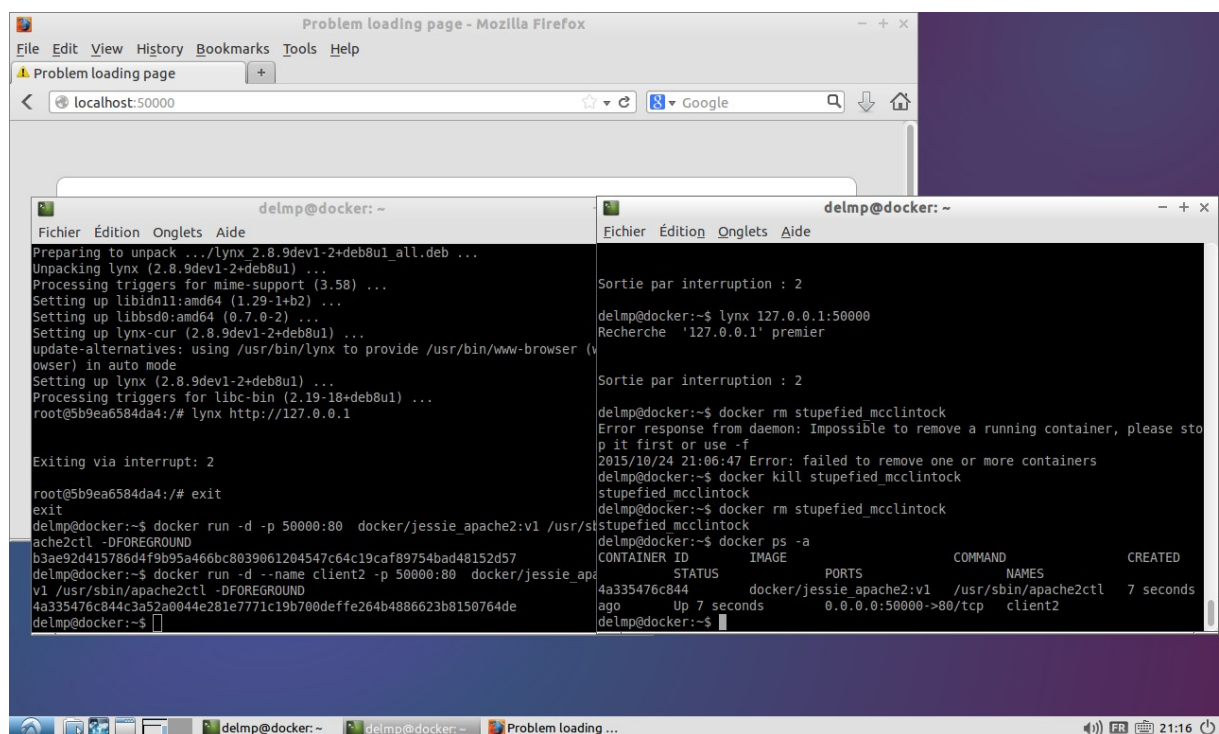 Problem loading page - Mozilla Firefox
File Edit View History Bookmarks Tools Help
Problem loading page
localhost:50000
Google
delmp@docker: ~
Fichier Édition Onglets Aide
Preparing to unpack .../lynx_2.8.9dev1-2+deb8u1_all.deb ...
Unpacking lynx (2.8.9dev1-2+deb8u1) ...
Processing triggers for mime-support (3.58) ...
Setting up libidn11:amd64 (1.29-1+b2) ...
Setting up libbsd0:amd64 (0.7.0-2) ...
Setting up lynx-cur (2.8.9dev1-2+deb8u1) ...
update-alternatives: using /usr/bin/lynx to provide /usr/bin/www-browser (
owser) in auto mode
Setting up lynx (2.8.9dev1-2+deb8u1) ...
Processing triggers for libc-bin (2.19-18+deb8u1) ...
root@5b9ea6584da4:/# lynx http://127.0.0.1
Exiting via interrupt: 2
root@5b9ea6584da4:/# exit
exit
delmp@docker:~$ docker run -d -p 50000:80  docker/jessie_apache2:v1 /usr/sb
ache2ctl -DFOREGROUND
b3ae92d415786d4f9b95a466bc8039061204547c64c19caf89754bad48152d57
delmp@docker:~$ docker run -d --name client2 -p 50000:80  docker/jessie_apa
v1 /usr/sbin/apache2ctl -DFOREGROUND
4a335476c844c3a52a0044e281e7771c19b700deffe264b4886623b8150764de
delmp@docker:~$
delmp@docker: ~
Fichier Édition Onglets Aide
Sortie par interruption : 2
delmp@docker:~$ lynx 127.0.0.1:50000
Recherche  '127.0.0.1' premier
Sortie par interruption : 2
delmp@docker:~$ docker rm stupefied_mcclintock
Error response from daemon: Impossible to remove a running container, please sto
p it first or use -f
2015/10/24 21:06:47 Error: failed to remove one or more containers
delmp@docker:~$ docker kill stupefied_mcclintock
stupefied_mcclintock
delmp@docker:~$ docker rm stupefied_mcclintock
stupefied_mcclintock
delmp@docker:~$ docker ps -a
CONTAINER ID IMAGE COMMAND CREATED
STATUS PORTS NAMES
4a335476c844 docker/jessie_apache2:v1 /usr/sbin/apache2ctl 7 seconds
ago Up 7 seconds 0.0.0.0:50000->80/tcp client2
delmp@docker:~$
delmp@docker: ~ delmp@docker: ~ Problem loading ... FR 21:16